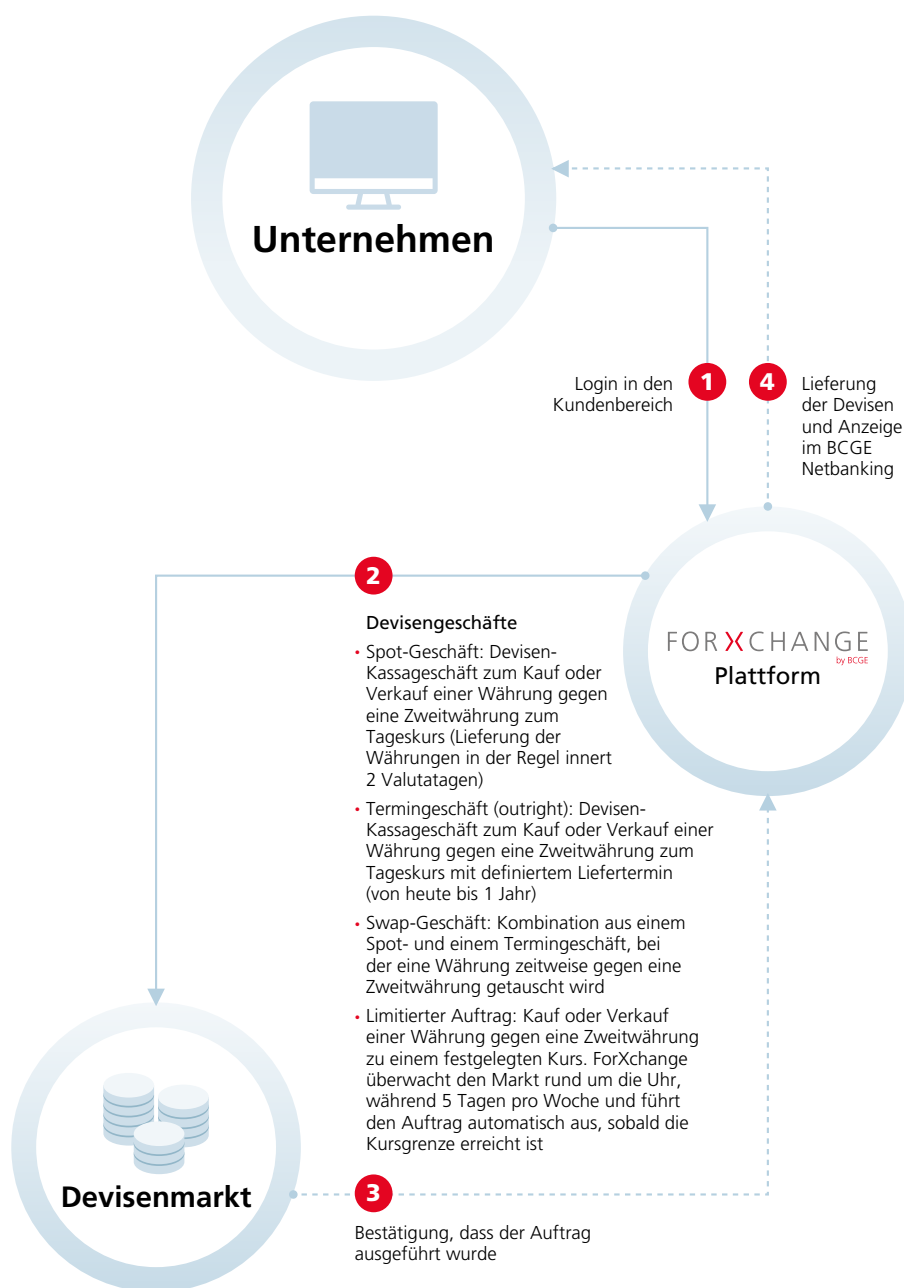 Unternehmen
Login in den
Kundenbereich
1
4
Lieferung
der Devisen
und Anzeige
im BCGE
Netbanking
2
Devisengeschäfte
• Spot-Geschäft: Devisen-
Kassageschäft zum Kauf oder
Verkauf einer Währung gegen
eine Zweitwährung zum
Tageskurs (Lieferung der
Währungen in der Regel innert
2 Valutatagen)
• Termingeschäft (outright): Devisen-
Kassageschäft zum Kauf oder Verkauf einer
Währung gegen eine Zweitwährung zum
Tageskurs mit definiertem Liefertermin
(von heute bis 1 Jahr)
• Swap-Geschäft: Kombination aus einem
Spot- und einem Termingeschäft, bei
der eine Währung zeitweise gegen eine
Zweitwährung getauscht wird
• Limitierter Auftrag: Kauf oder Verkauf
einer Währung gegen eine Zweitwährung
zu einem festgelegten Kurs. ForXchange
überwacht den Markt rund um die Uhr,
während 5 Tagen pro Woche und führt
den Auftrag automatisch aus, sobald die
Kursgrenze erreicht ist
FORXCHANGE
by BCGE
Plattform
Devisenmarkt
3
Bestätigung, dass der Auftrag
ausgeführt wurde